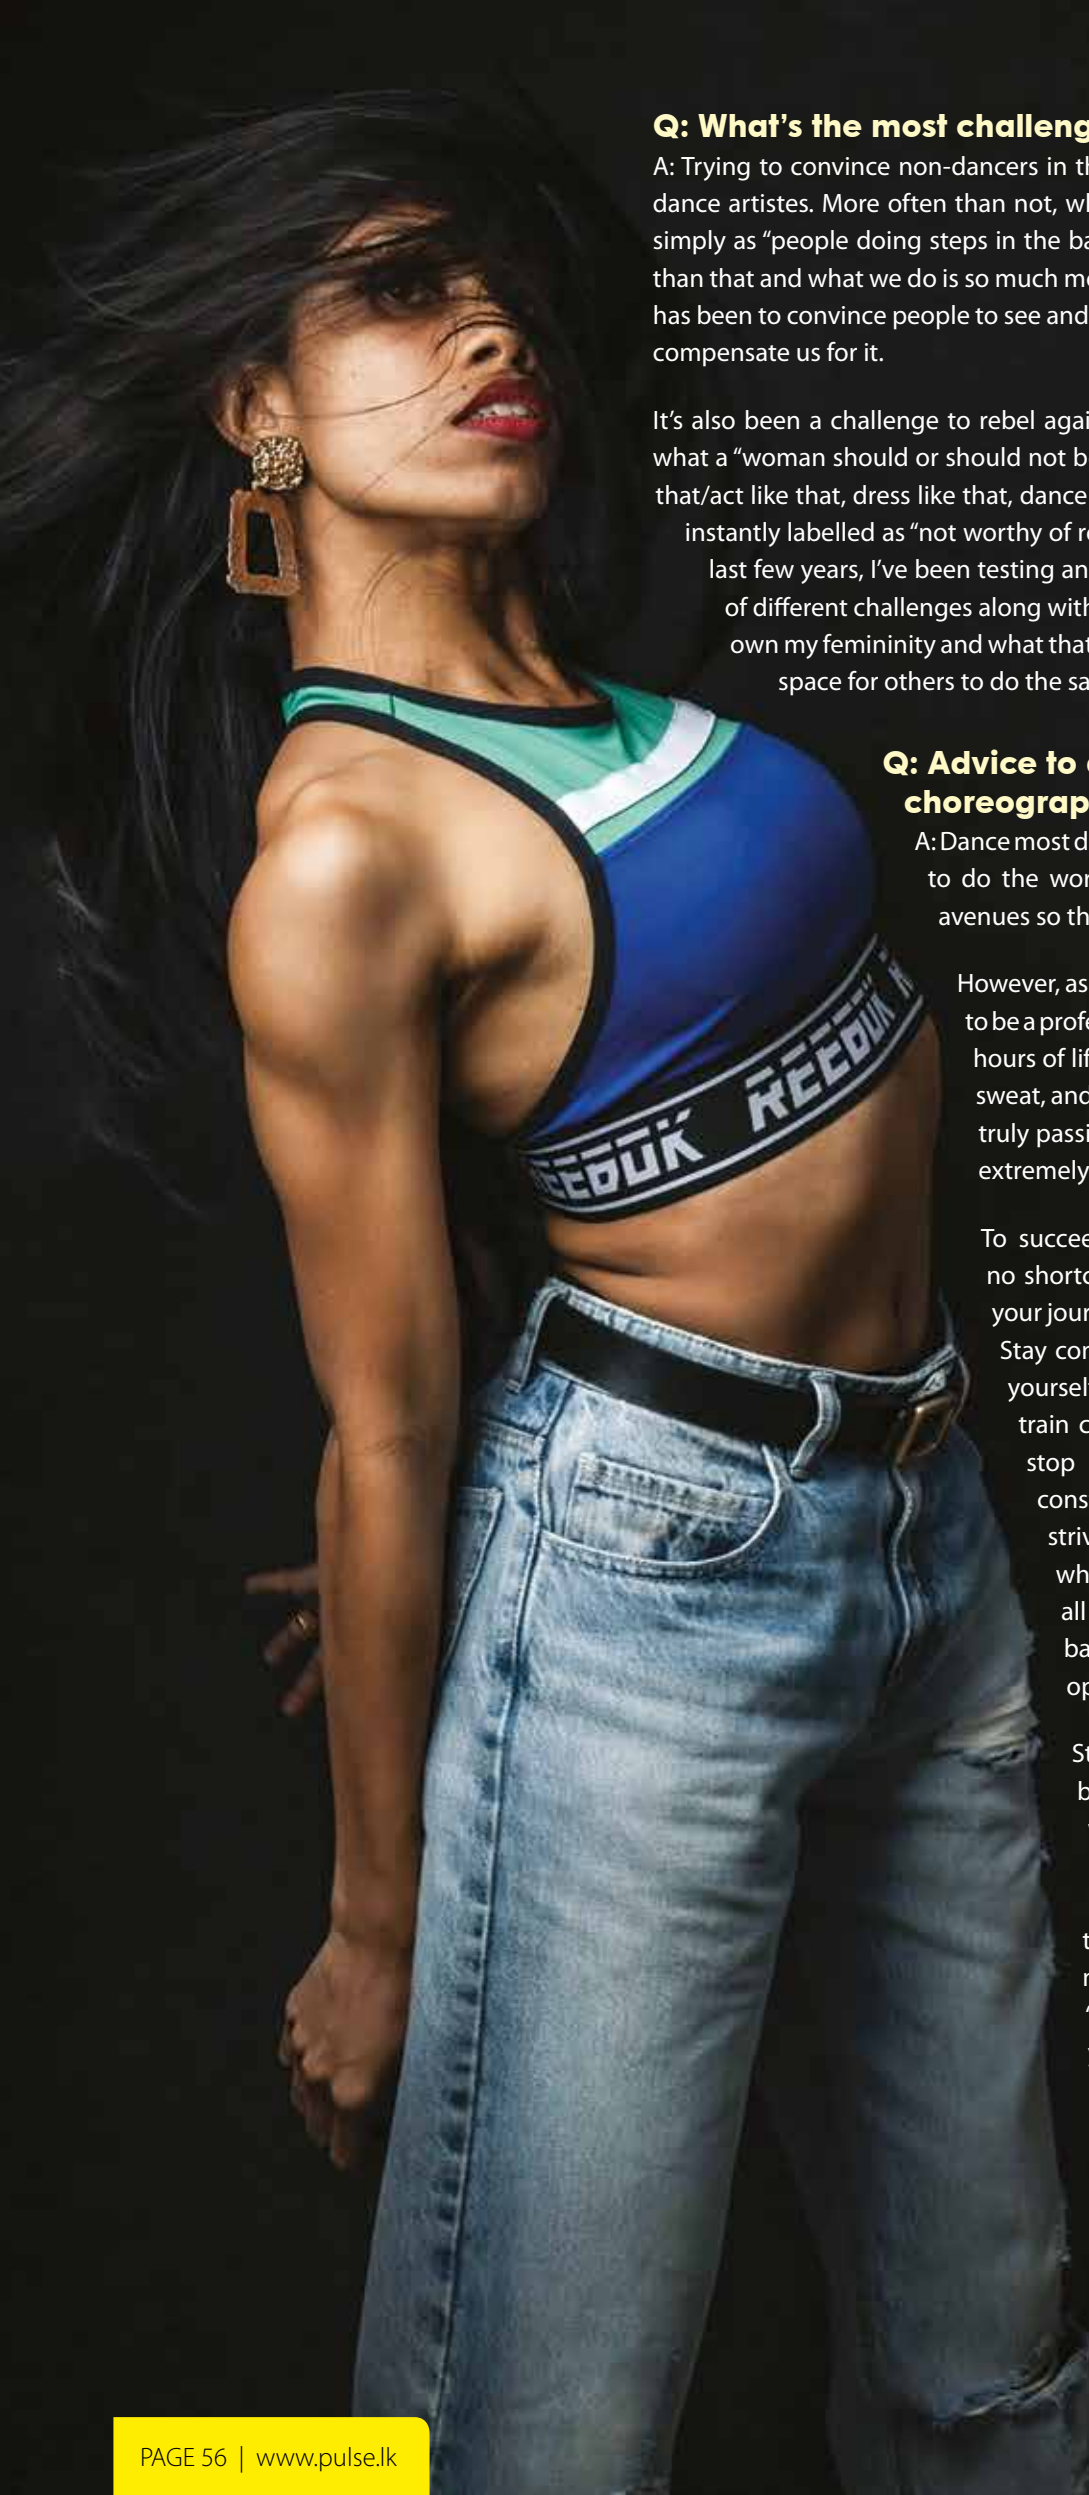 Q: What’s the most challeng
A: Trying to convince non-dancers in th
dance artistes. More often than not, wh
simply as “people doing steps in the ba
than that and what we do is so much mo
has been to convince people to see and
compensate us for it.
It’s also been a challenge to rebel agai
what a “woman should or should not b
that/act like that, dress like that, dance
instantly labelled as “not worthy of re
last few years, I’ve been testing an
of different challenges along with
own my femininity and what that
space for others to do the sa
Q: Advice to
choreograp
A: Dance most d
to do the wor
avenues so th
However, as
to be a profe
hours of lif
sweat, and
truly passi
extremely
To succee
no shortc
your jour
Stay con
yourself
train c
stop
cons
striv
wh
all
ba
op
St
b
t
REEBOK REEBOK R
PAGE 56 | www.pulse.lk